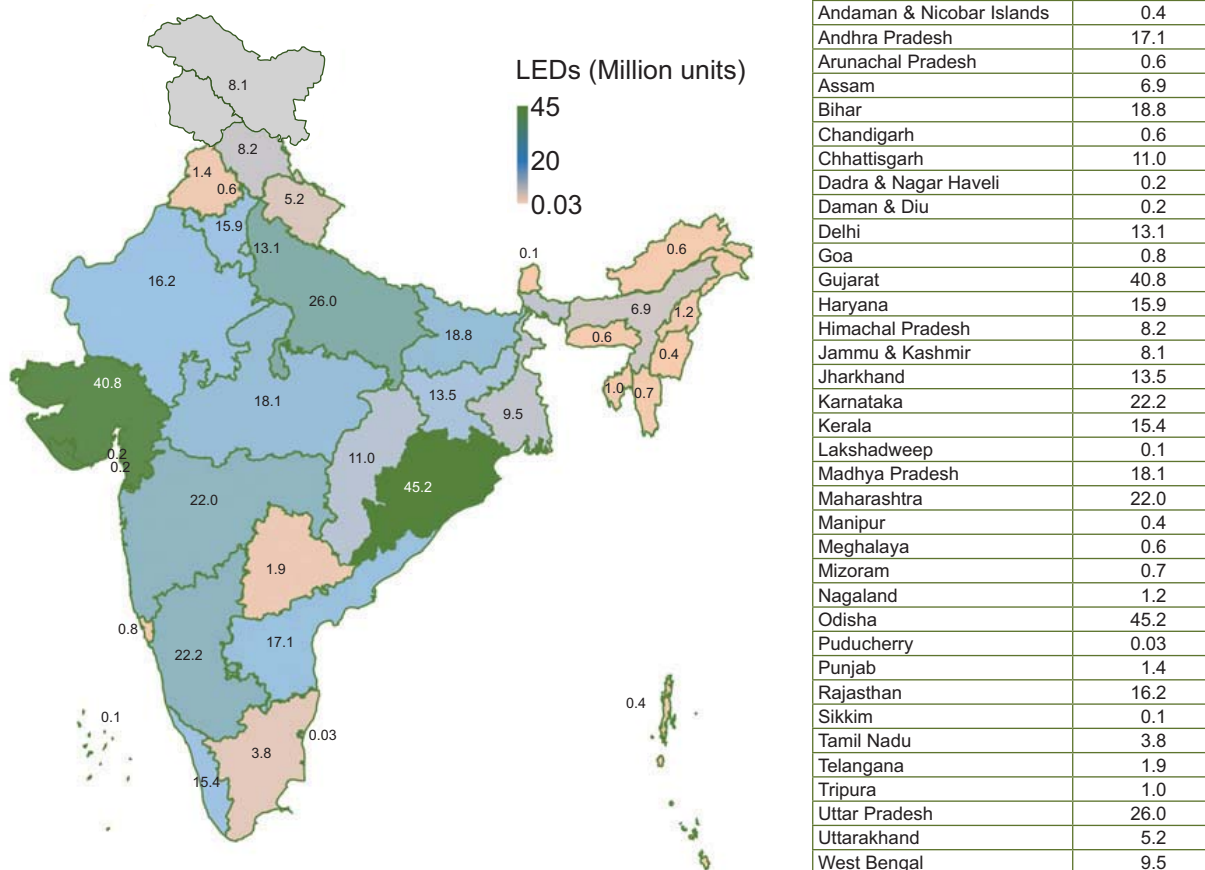 8.1
8.2
1.4
0.6
5.2
15.9
13.1
16.2
26.0
18.8
0.1
0.6
6.9
1.2
0.6
0.4
1.0
0.7
40.8
18.1
13.5
9.5
0.2
0.2
11.0
45.2
22.0
1.9
0.8
22.2
17.1
0.1
0.03
3.8
15.4
0.4
LEDs (Million units)
45
20
0.03
Andaman & Nicobar Islands 0.4
Andhra Pradesh 17.1
Arunachal Pradesh 0.6
Assam 6.9
Bihar 18.8
Chandigarh 0.6
Chhattisgarh 11.0
Dadra & Nagar Haveli 0.2
Daman & Diu 0.2
Delhi 13.1
Goa 0.8
Gujarat 40.8
Haryana 15.9
Himachal Pradesh 8.2
Jammu & Kashmir 8.1
Jharkhand 13.5
Karnataka 22.2
Kerala 15.4
Lakshadweep 0.1
Madhya Pradesh 18.1
Maharashtra 22.0
Manipur 0.4
Meghalaya 0.6
Mizoram 0.7
Nagaland 1.2
Odisha 45.2
Puducherry 0.03
Punjab 1.4
Rajasthan 16.2
Sikkim 0.1
Tamil Nadu 3.8
Telangana 1.9
Tripura 1.0
Uttar Pradesh 26.0
Uttarakhand 5.2
West Bengal 9.5